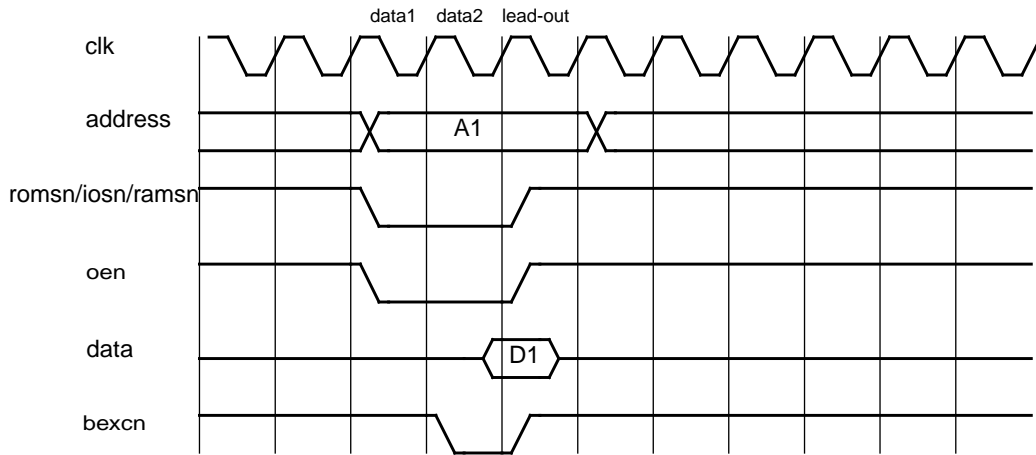 data1 data2 lead-out
clk
address
A1
romsn/iosn/ramsn
oen
data
D1
bexcn